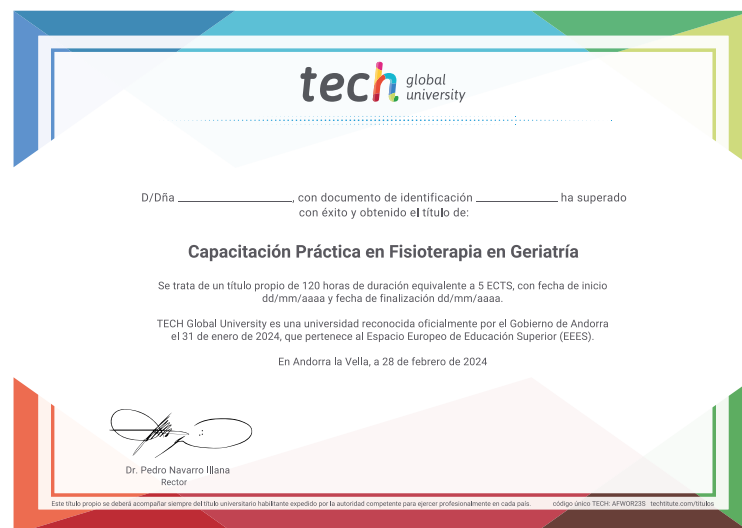 tech global university
D/Dña ____________, con documento de identificación ____________ ha superado
con éxito y obtenido el título de:
Capacitación Práctica en Fisioterapia en Geriatría
Se trata de un título propio de 120 horas de duración equivalente a 5 ECTS, con fecha de inicio
dd/mm/aaaa y fecha de finalización dd/mm/aaaa.
TECH Global University es una universidad reconocida oficialmente por el Gobierno de Andorra
el 31 de enero de 2024, que pertenece al Espacio Europeo de Educación Superior (EEES).
En Andorra la Vella, a 28 de febrero de 2024
Dr. Pedro Navarro Illana
Rector
Este título propio se deberá acompañar siempre del título universitario habilitante expedido por la autoridad competente para ejercer profesionalmente en cada país. código único TECH: AFWOR23S techtitute.com/títulos